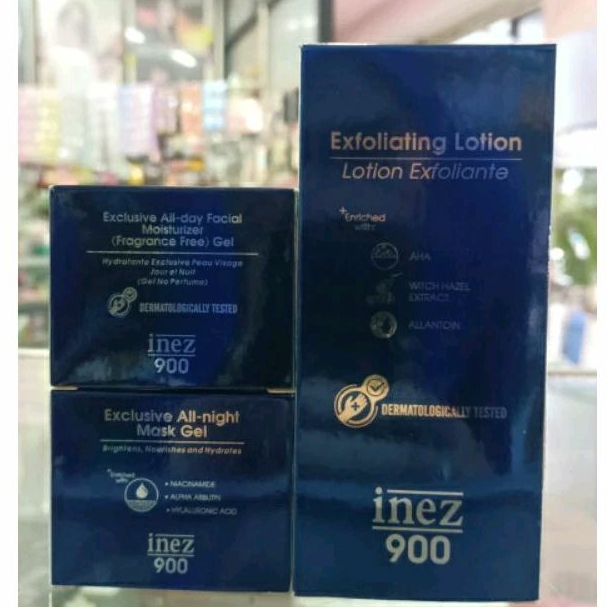 Exclusive All-day Facial
Moisturizer
(Fragrance Free) Gel
Hydratante Exclusive Peau Visage
Jour et Nuit
(Gel No Perfume)
DERMATOLOGICALLY TESTED
inez
900
Exclusive All-night
Mask Gel
Brightens, Nourishes and Hydrates
+Enriched
with:
• NIACINAMIDE
• ALPHA ARBUTIN
• HYALURONIC ACID
inez
900
Exfoliating Lotion
Lotion Exfoliante
+Enriched
with:
AHA
WITCH HAZEL
EXTRACT
ALLANTOIN
DERMATOLOGICALLY TESTED
inez
900